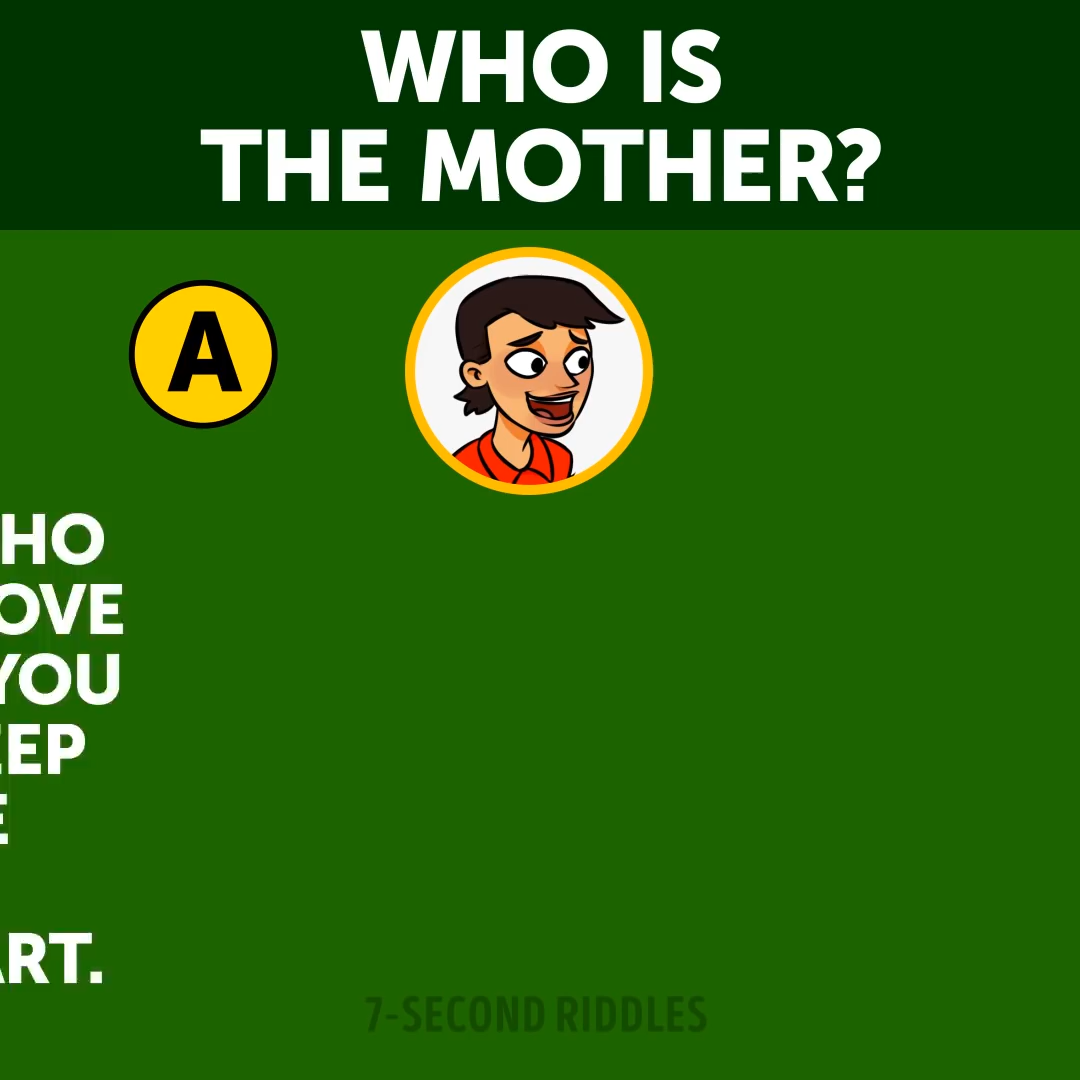 WHO IS
THE MOTHER?
A
HO
OVE
YOU
EEP
E
ART.
7-SECOND RIDDLES